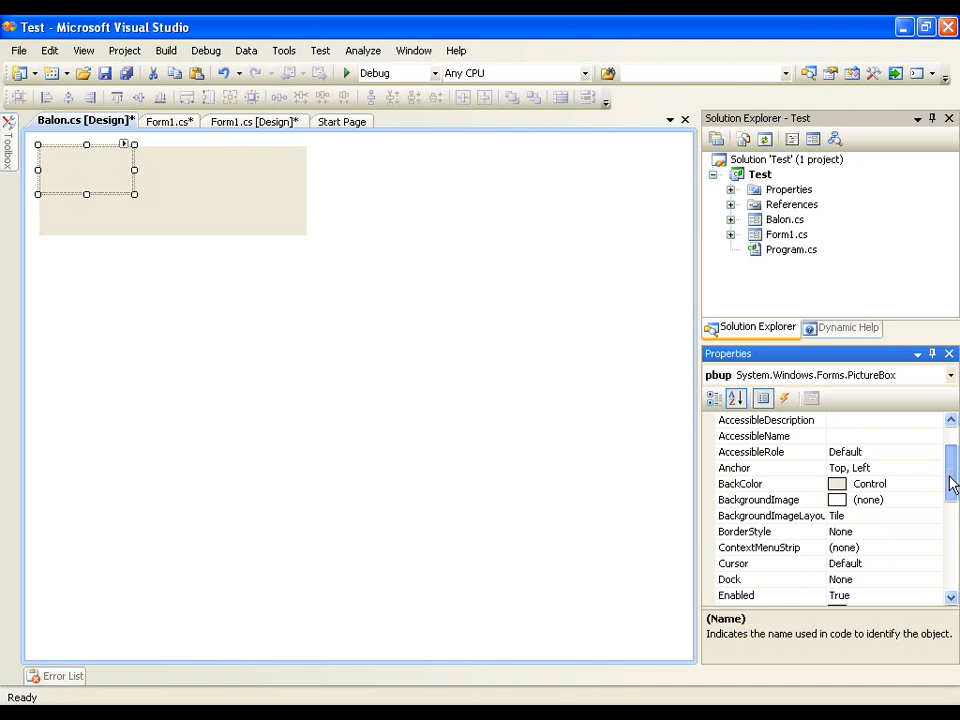 Test - Microsoft Visual Studio
File Edit View Project Build Debug Data Tools Test Analyze Window Help
Debug Any CPU
Balon.cs [Design]* Form1.cs* Form1.cs [Design]* Start Page
Toolbox
Solution Explorer - Test
Solution 'Test' (1 project)
Test
Properties
References
Balon.cs
Form1.cs
Program.cs
Solution Explorer Dynamic Help
Properties
pbup System.Windows.Forms.PictureBox
AccessibleDescription
AccessibleName
AccessibleRole Default
Anchor Top, Left
BackColor Control
BackgroundImage (none)
BackgroundImageLayou Tile
BorderStyle None
ContextMenuStrip (none)
Cursor Default
Dock None
Enabled True
(Name)
Indicates the name used in code to identify the object.
Error List
Ready